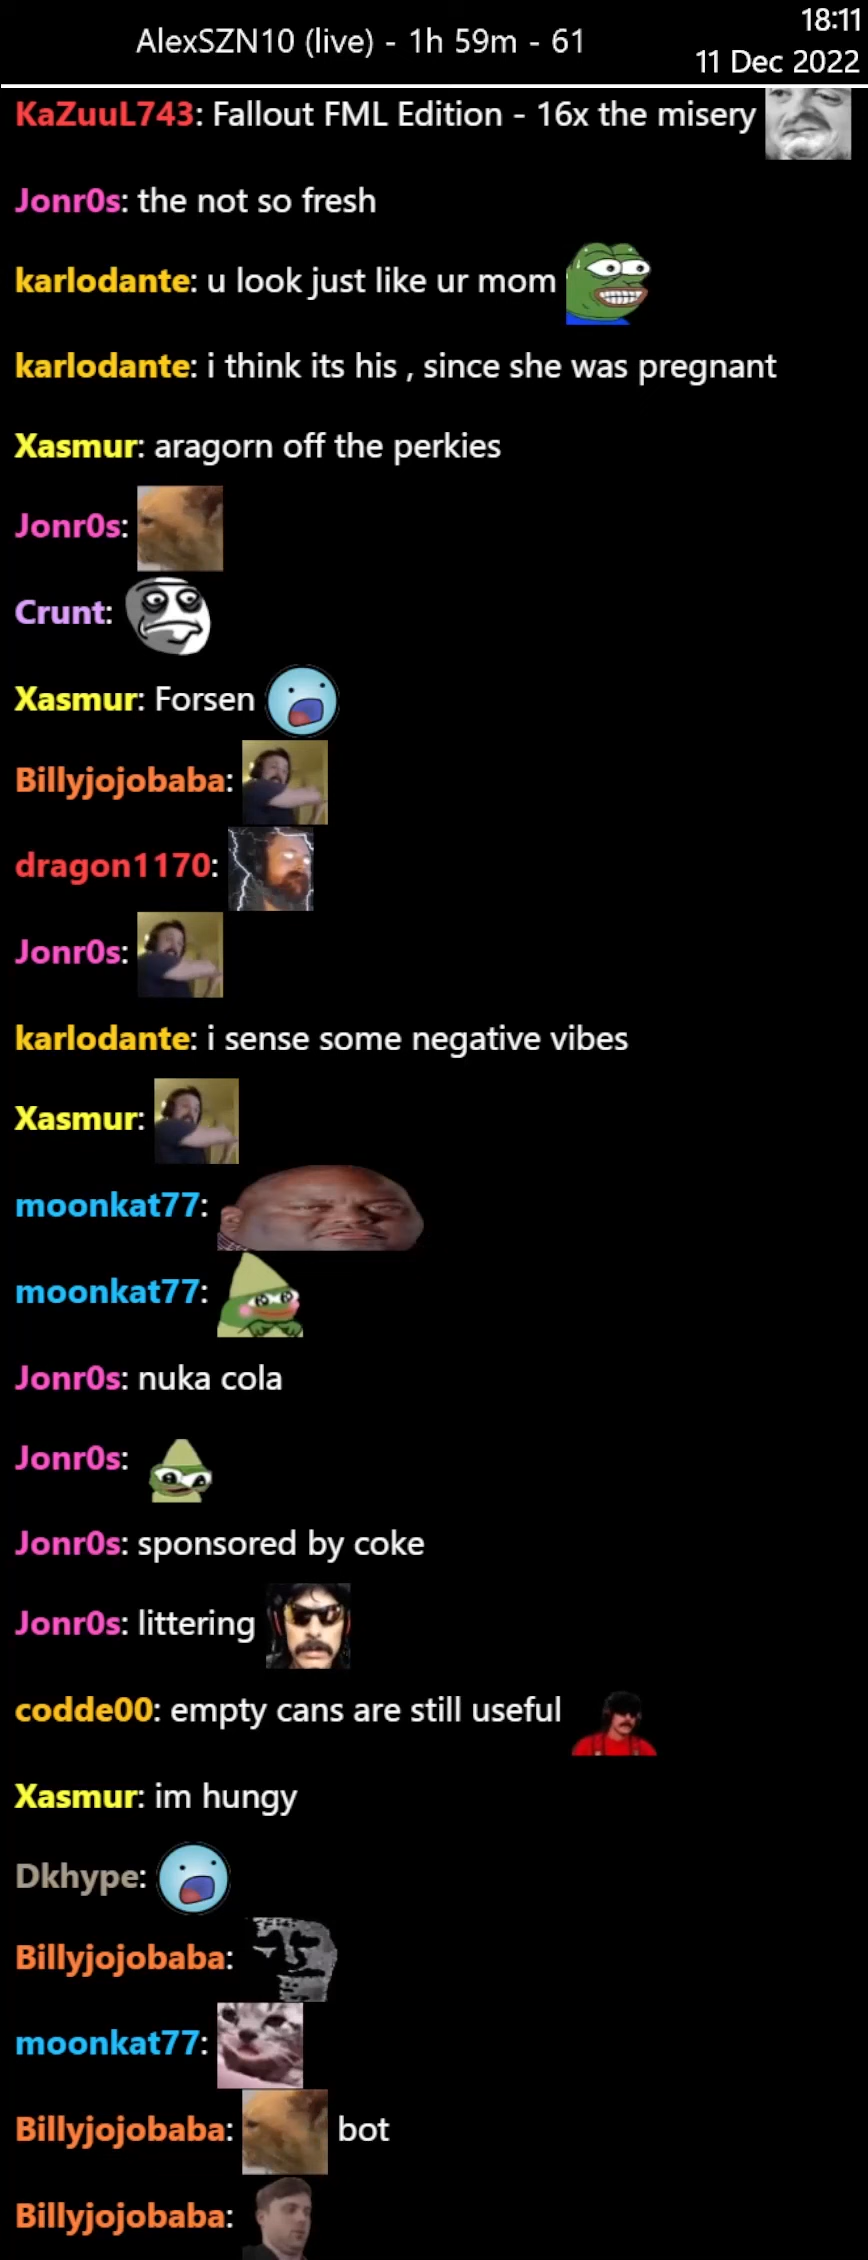 AlexSZN10 (live) - 1h 59m - 61
18:11
11 Dec 2022
KaZuuL743: Fallout FML Edition - 16x the misery
Jonr0s: the not so fresh
karlodante: u look just like ur mom
karlodante: i think its his , since she was pregnant
Xasmur: aragorn off the perkies
Jonr0s:
Crunt:
Xasmur: Forsen
Billyjojobaba:
dragon1170:
Jonr0s:
karlodante: i sense some negative vibes
Xasmur:
moonkat77:
moonkat77:
Jonr0s: nuka cola
Jonr0s:
Jonr0s: sponsored by coke
Jonr0s: littering
codde00: empty cans are still useful
Xasmur: im hungy
Dkhype:
Billyjojobaba:
moonkat77:
Billyjojobaba: bot
Billyjojobaba: